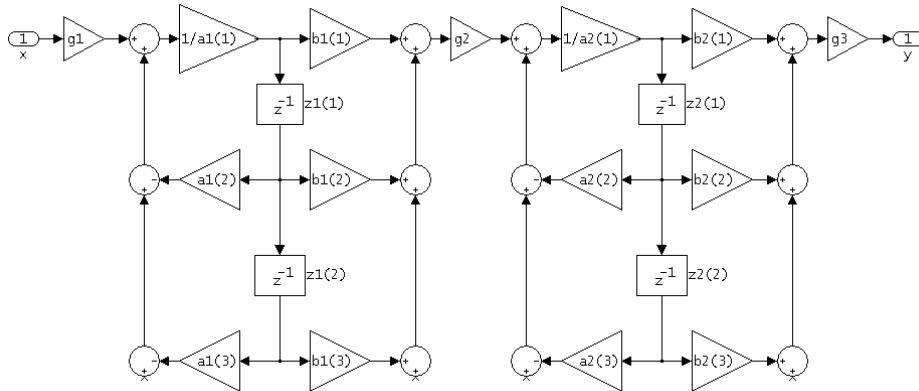 1
x
g1
+
+
1/a1(1)
b1(1)
+
+
g2
+
+
1/a2(1)
b2(1)
+
+
g3
1
y
z-1
z1(1)
z-1
z2(1)
-
+
a1(2)
b1(2)
+
+
-
+
a2(2)
b2(2)
+
+
z-1
z1(2)
z-1
z2(2)
-
+
a1(3)
b1(3)
+
+
-
+
a2(3)
b2(3)
+
+